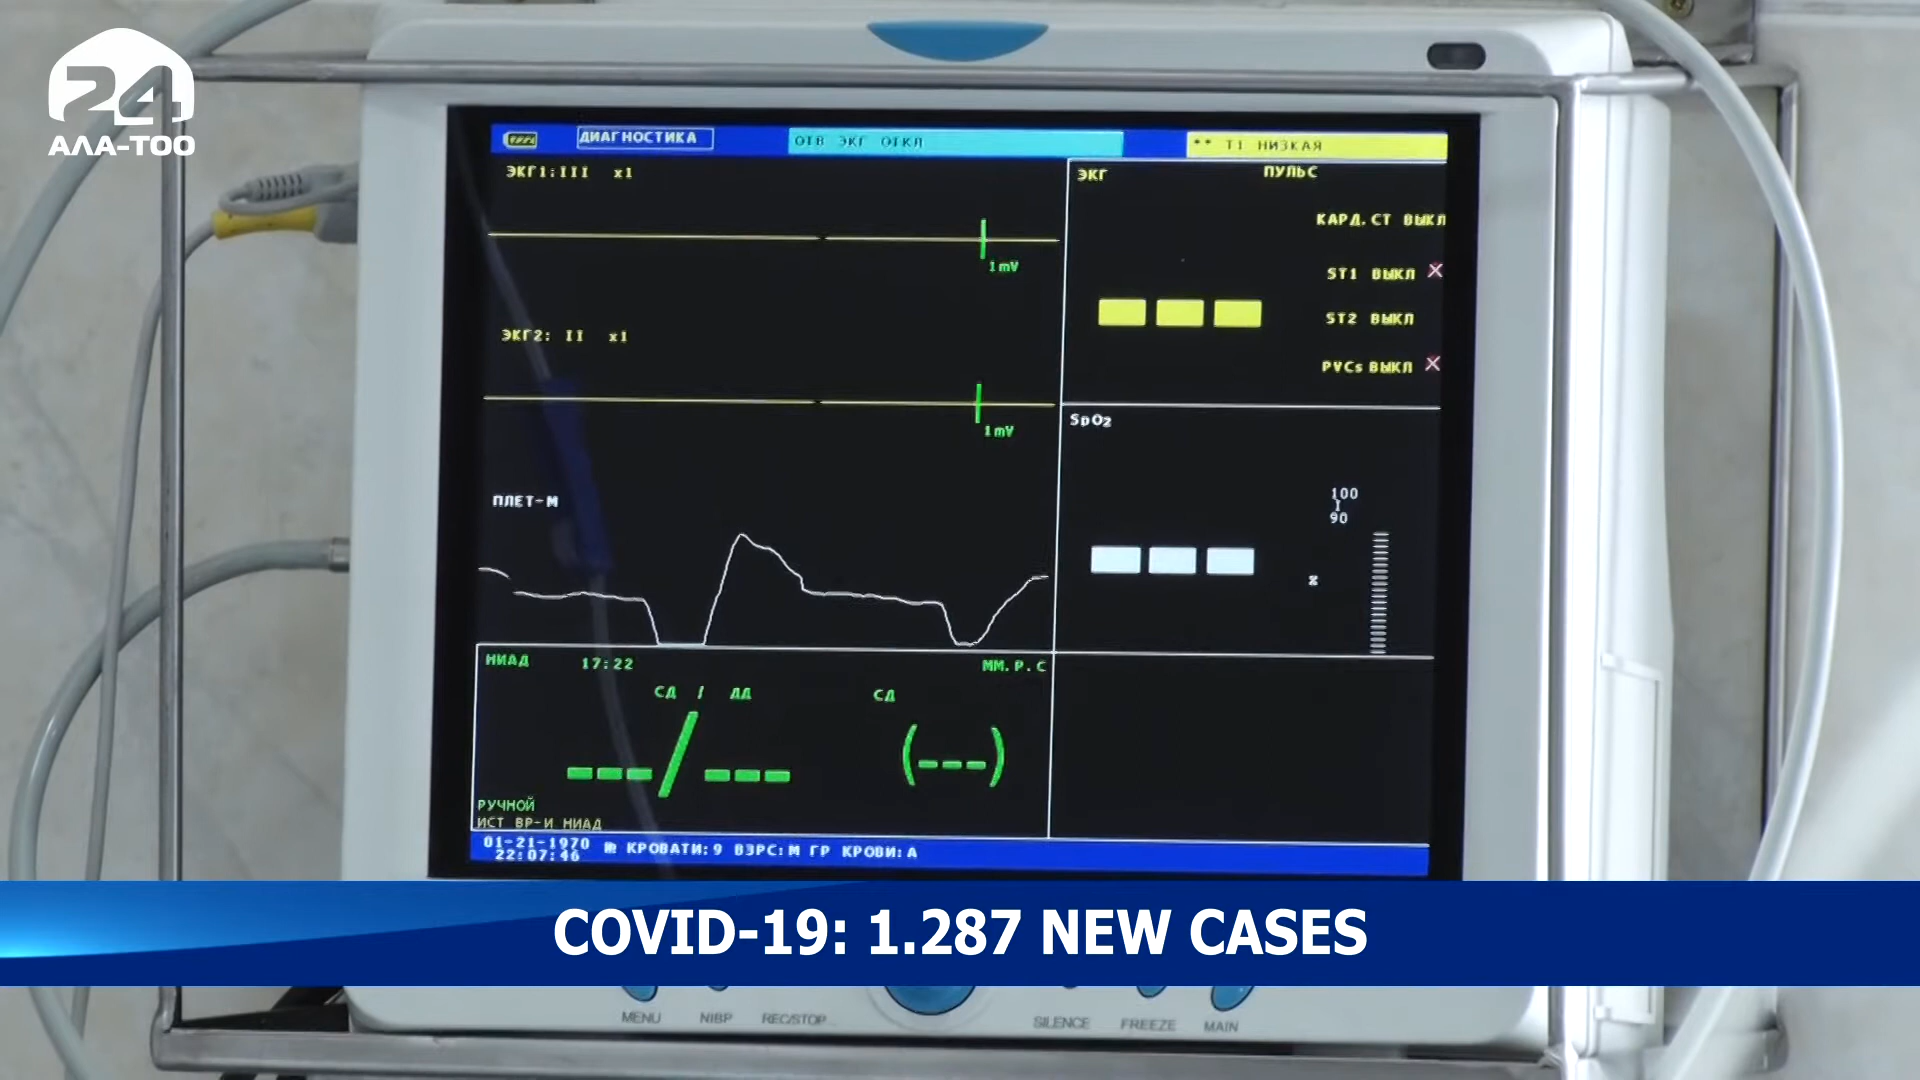 24
АЛА-ТОО
ДИАГНОСТИКА
ОТВ ЭКГ ОТКЛ
** T1 НИЗКАЯ
ЭКГ1:III x1
1mV
ЭКГ2: II x1
1mV
ПЛЕТ-М
ЭКГ
ПУЛЬС
КАРД.СТ ВЫКЛ
ST1 ВЫКЛ X
ST2 ВЫКЛ
PVCs ВЫКЛ X
SpO2
100
90
%
НИАД 17:22 ММ.Р.С
СД / ДД СД
---/--- (---)
РУЧНОЙ
ИСТ ВР-И НИАД
01-21-1970
22:07:46
№ КРОВАТИ:9 ВЗРС:М ГР КРОВИ:А
COVID-19: 1.287 NEW CASES
MENU NIBP REC/STOP SILENCE FREEZE MAIN